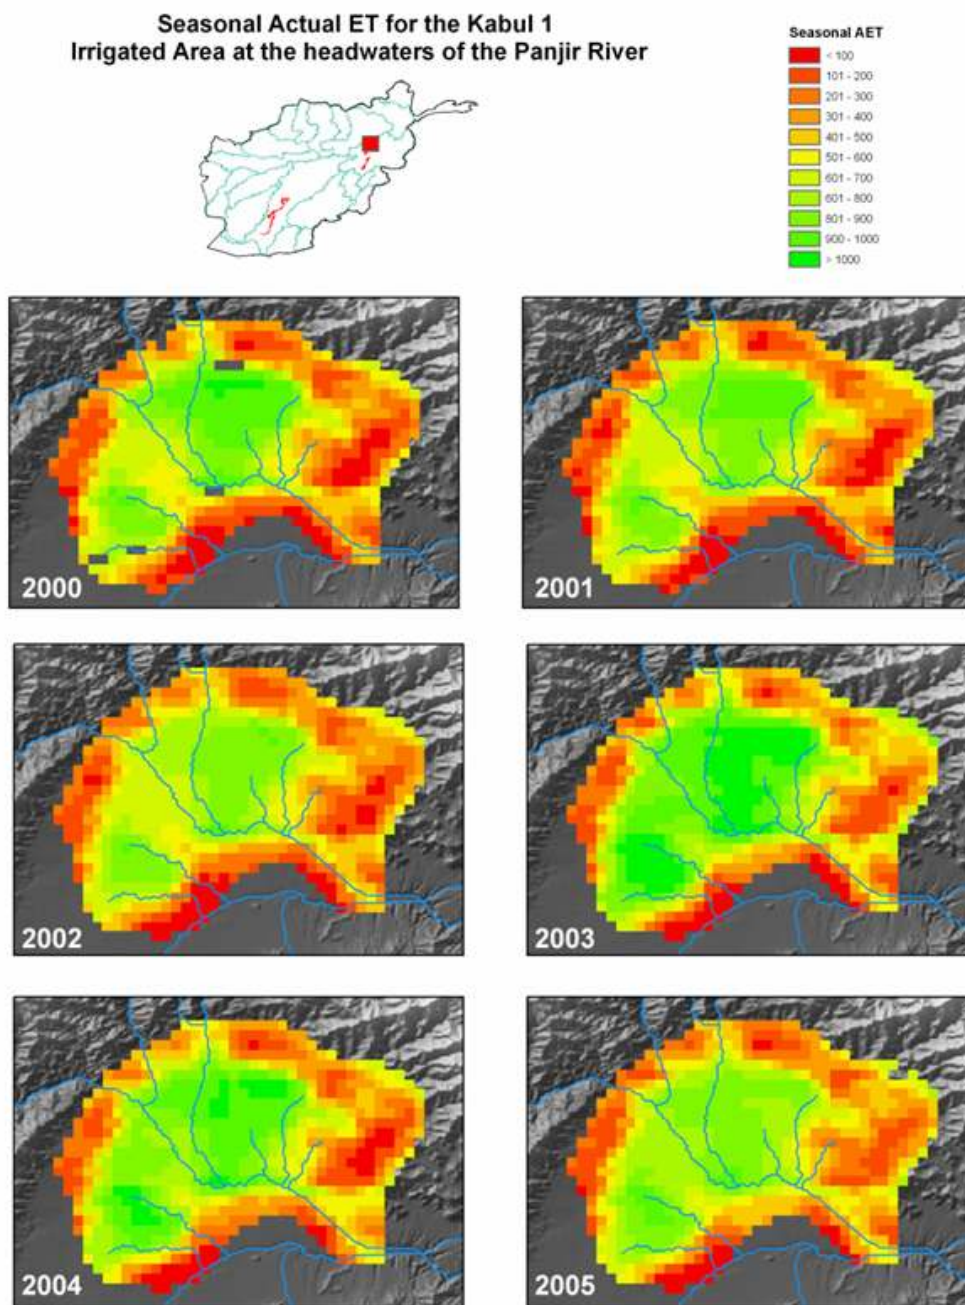 Seasonal Actual ET for the Kabul 1
Irrigated Area at the headwaters of the Panjir River
Seasonal AET
< 100
101 - 200
201 - 300
301 - 400
401 - 500
501 - 600
601 - 700
601 - 800
801 - 900
900 - 1000
> 1000
2000
2001
2002
2003
2004
2005